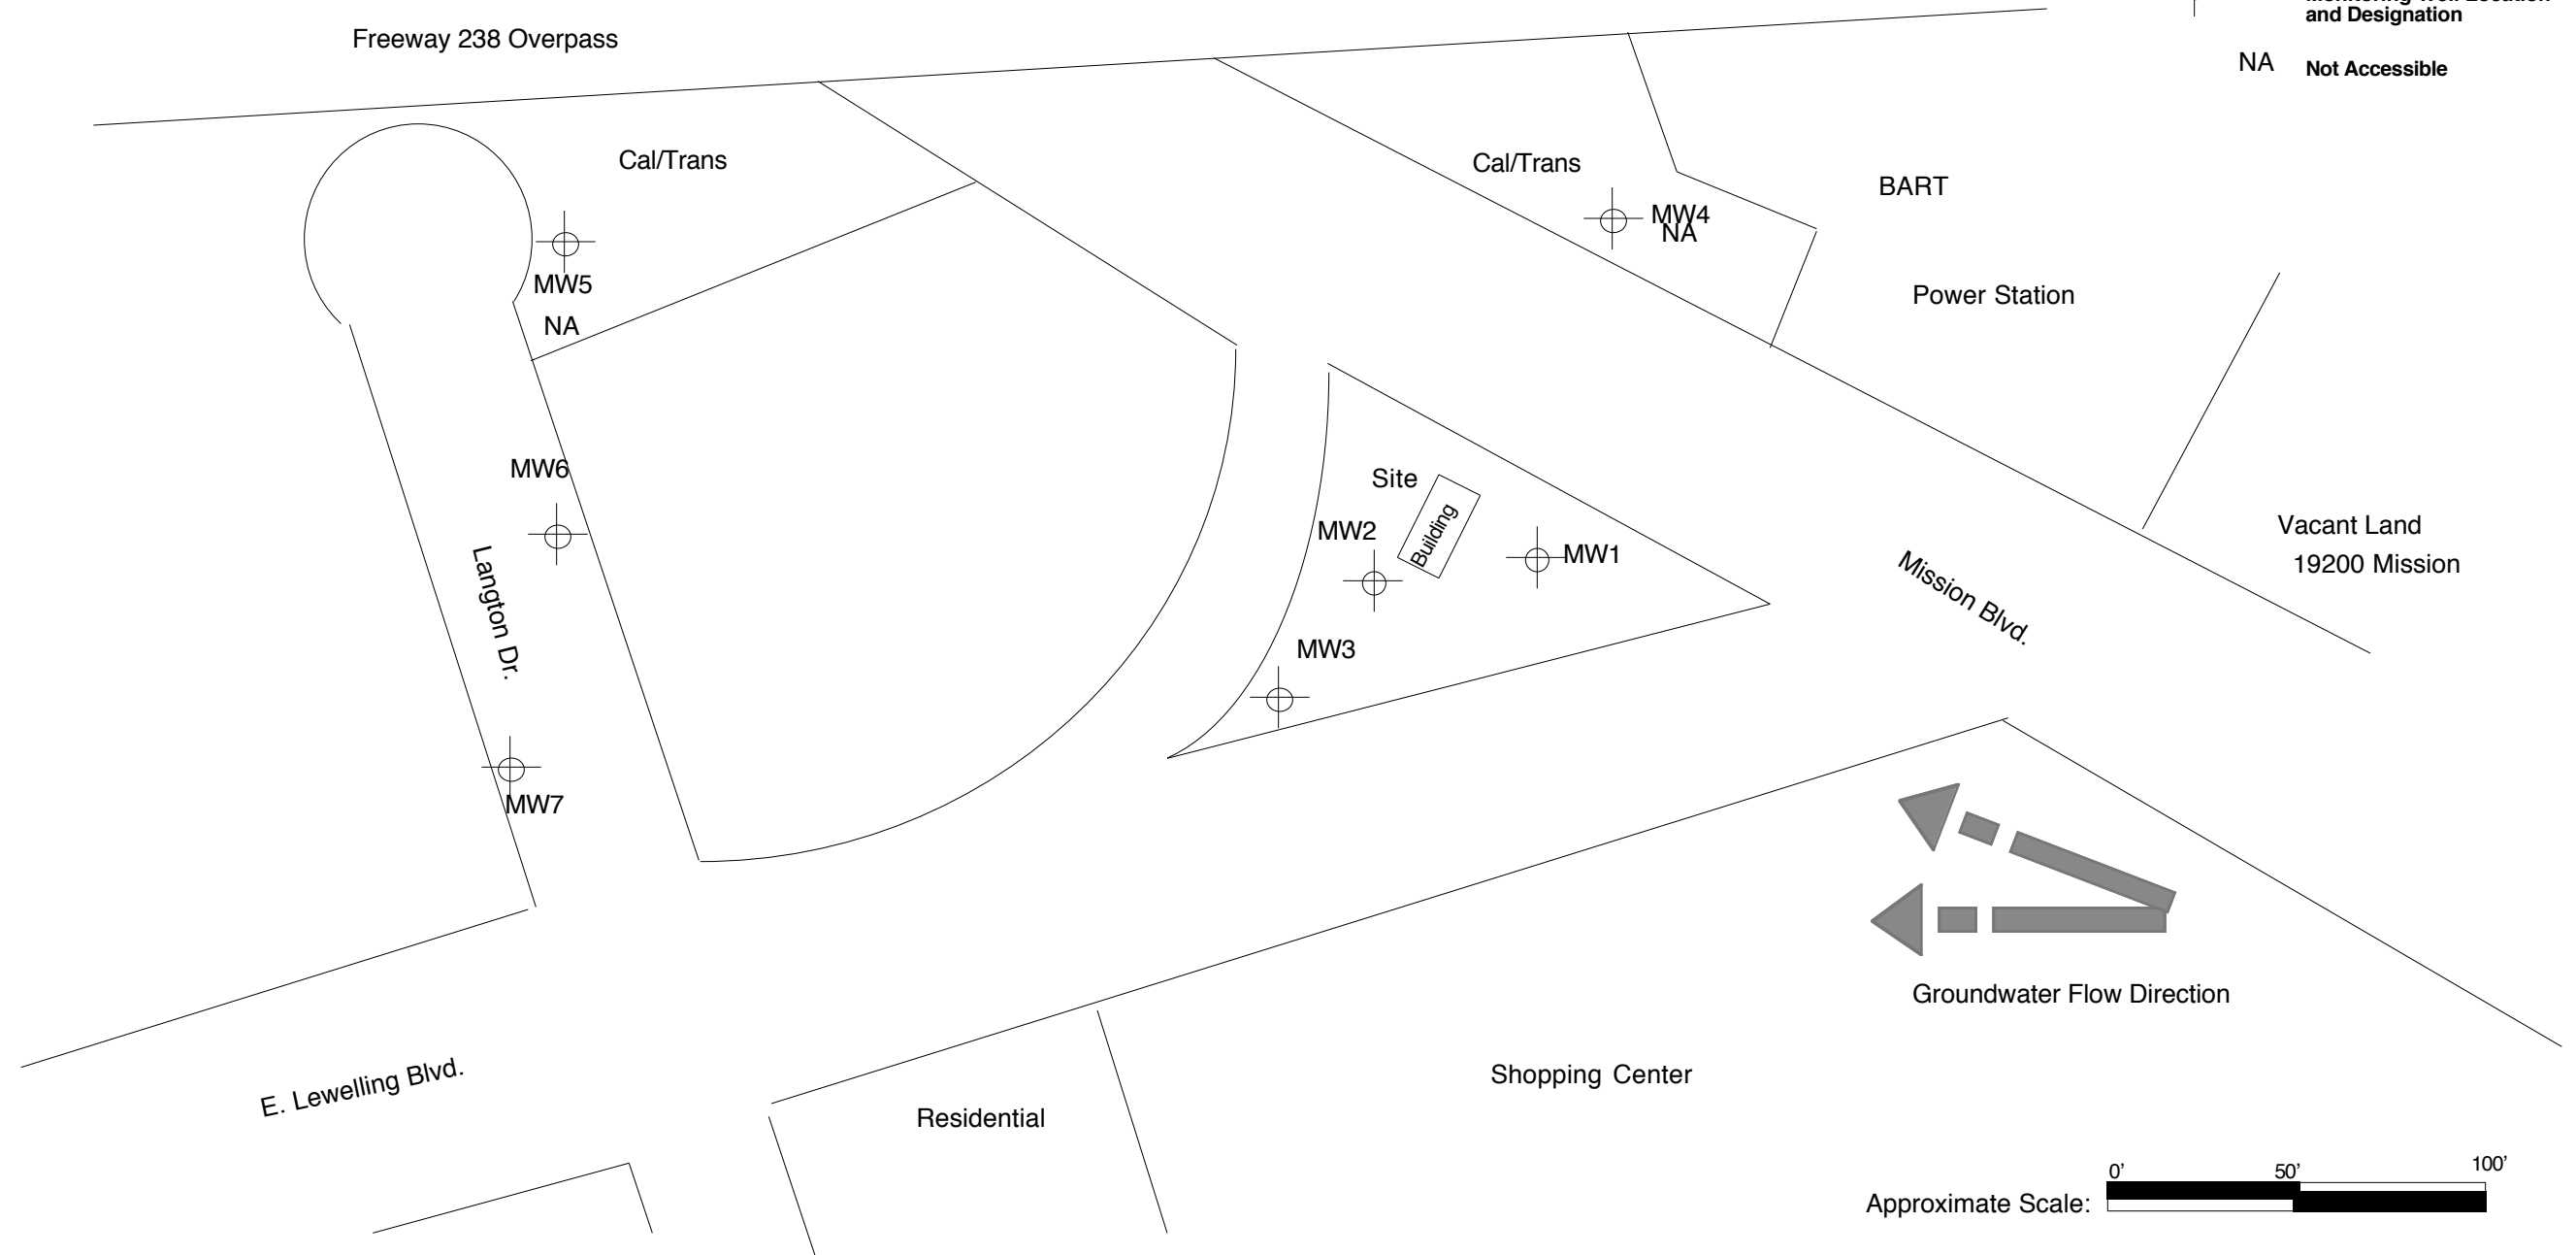 and Designation
Freeway 238 Overpass
NA Not Accessible
Cal/Trans
Cal/Trans
BART
MW4
NA
MW5
Power Station
NA
MW6
Site
MW2
Building
MW1
Vacant Land
19200 Mission
Langton Dr.
Mission Blvd.
MW3
MW7
Groundwater Flow Direction
E. Lewelling Blvd.
Shopping Center
Residential
0' 50' 100'
Approximate Scale: